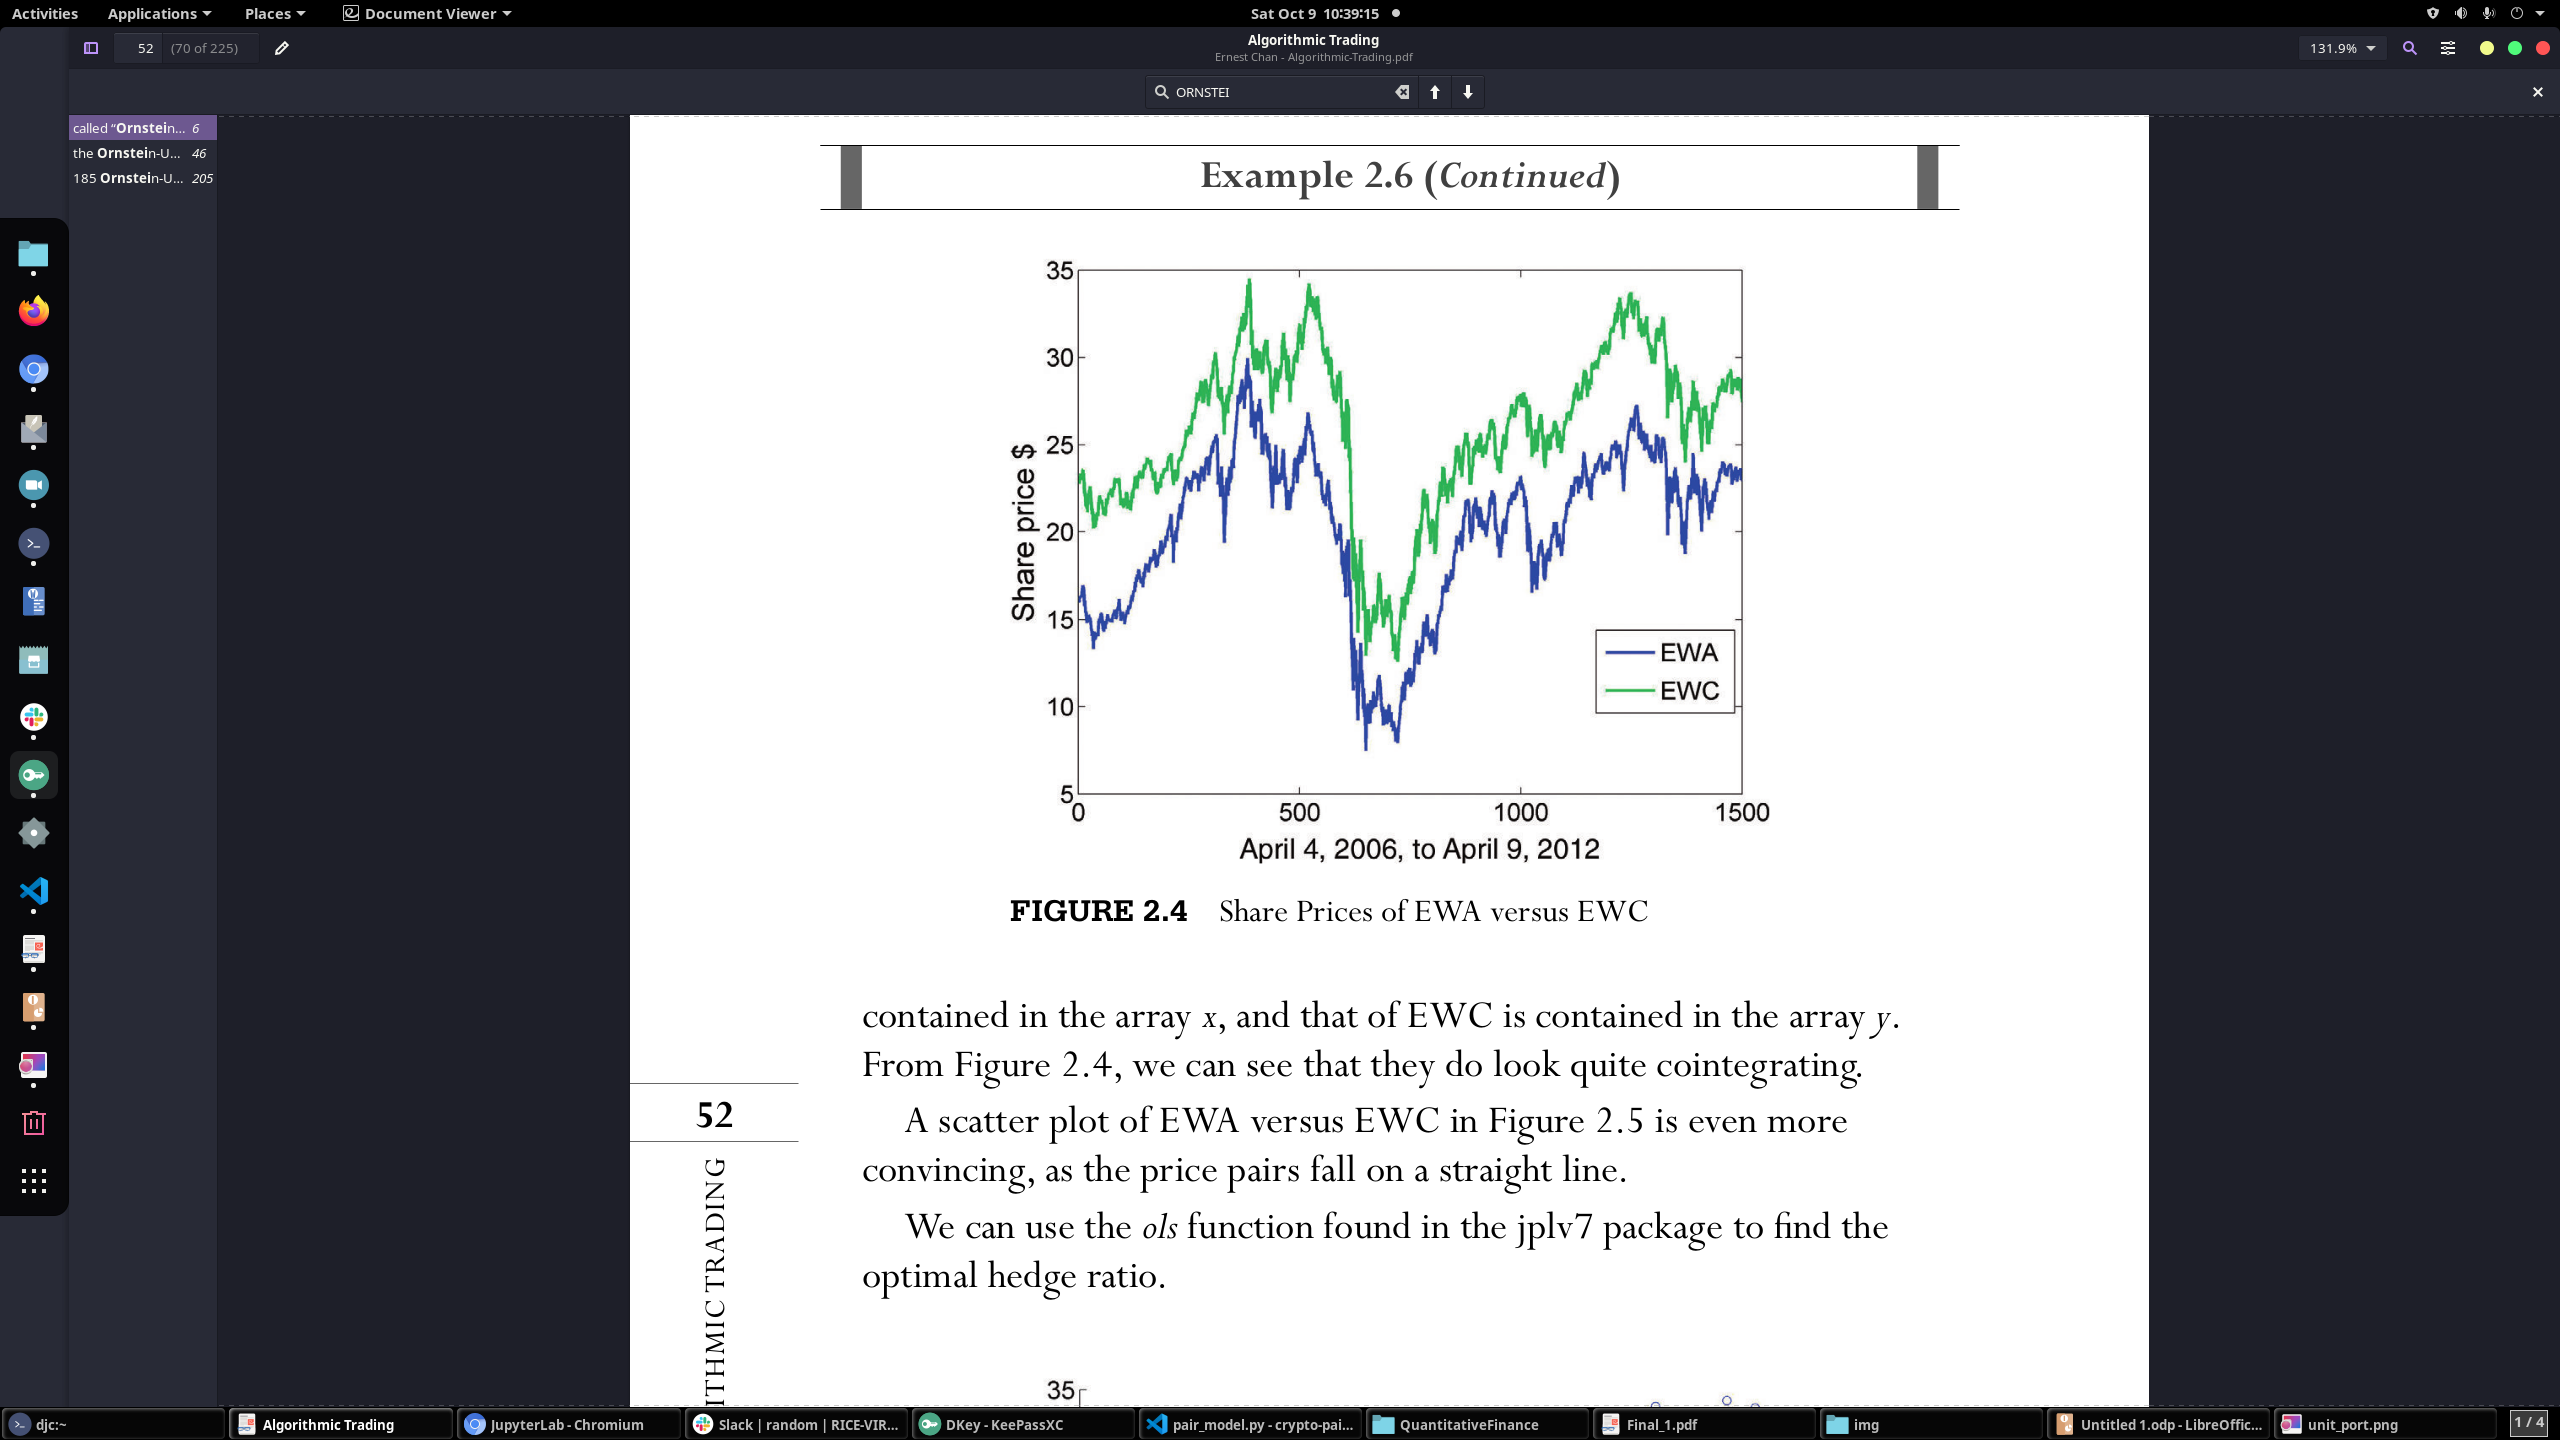 Activities Applications Places Document Viewer Sat Oct 9 10:39:15
52 (70 of 225) Algorithmic Trading 131.9%
Ernest Chan - Algorithmic-Trading.pdf
ORNSTEI
called “Ornstein… 6
the Ornstein-U… 46
185 Ornstein-U… 205
Example 2.6 (Continued)
35
30
25
20
15
10
5
Share price $
EWA
EWC
0 500 1000 1500
April 4, 2006, to April 9, 2012
FIGURE 2.4 Share Prices of EWA versus EWC
contained in the array x, and that of EWC is contained in the array y.
From Figure 2.4, we can see that they do look quite cointegrating.
A scatter plot of EWA versus EWC in Figure 2.5 is even more
convincing, as the price pairs fall on a straight line.
We can use the ols function found in the jplv7 package to find the
optimal hedge ratio.
52
ITHMIC TRADING
35
djc:~ Algorithmic Trading JupyterLab - Chromium Slack | random | RICE-VIR… DKey - KeePassXC pair_model.py - crypto-pai… QuantitativeFinance Final_1.pdf img Untitled 1.odp - LibreOffic… unit_port.png 1 / 4